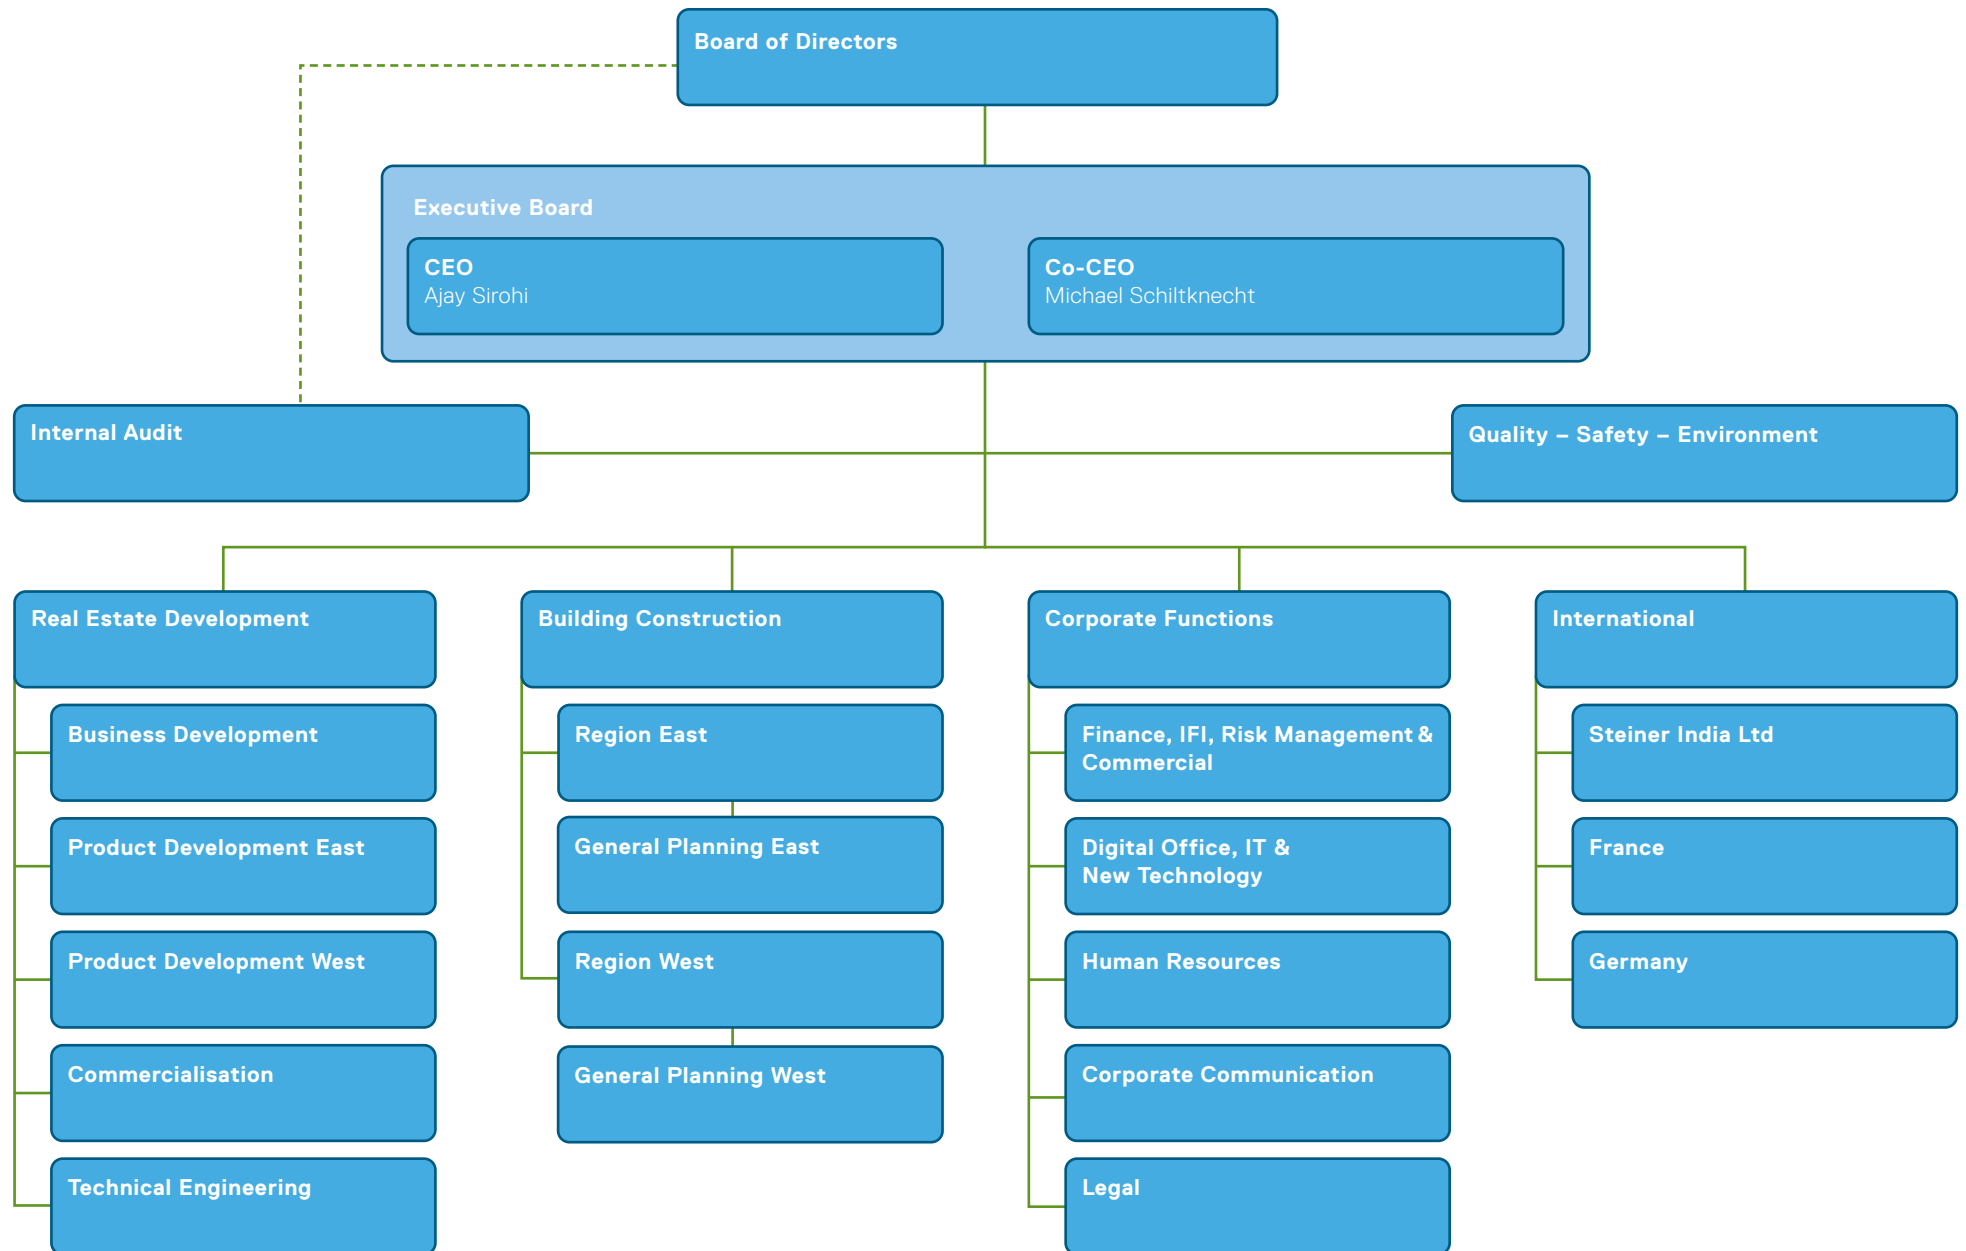 Board of Directors
Executive Board
CEO
Ajay Sirohi
Co-CEO
Michael Schiltknecht
Internal Audit
Quality – Safety – Environment
Real Estate Development
Business Development
Product Development East
Product Development West
Commercialisation
Technical Engineering
Building Construction
Region East
General Planning East
Region West
General Planning West
Corporate Functions
Finance, IFI, Risk Management &
Commercial
Digital Office, IT &
New Technology
Human Resources
Corporate Communication
Legal
International
Steiner India Ltd
France
Germany